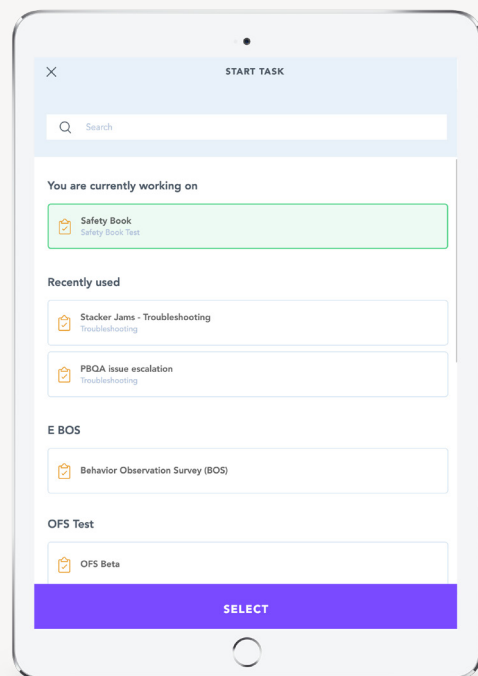 START TASK
Search
You are currently working on
Safety Book
Safety Book Test
Recently used
Stacker Jams - Troubleshooting
Troubleshooting
PBQA issue escalation
Troubleshooting
E BOS
Behavior Observation Survey (BOS)
OFS Test
OFS Beta
SELECT